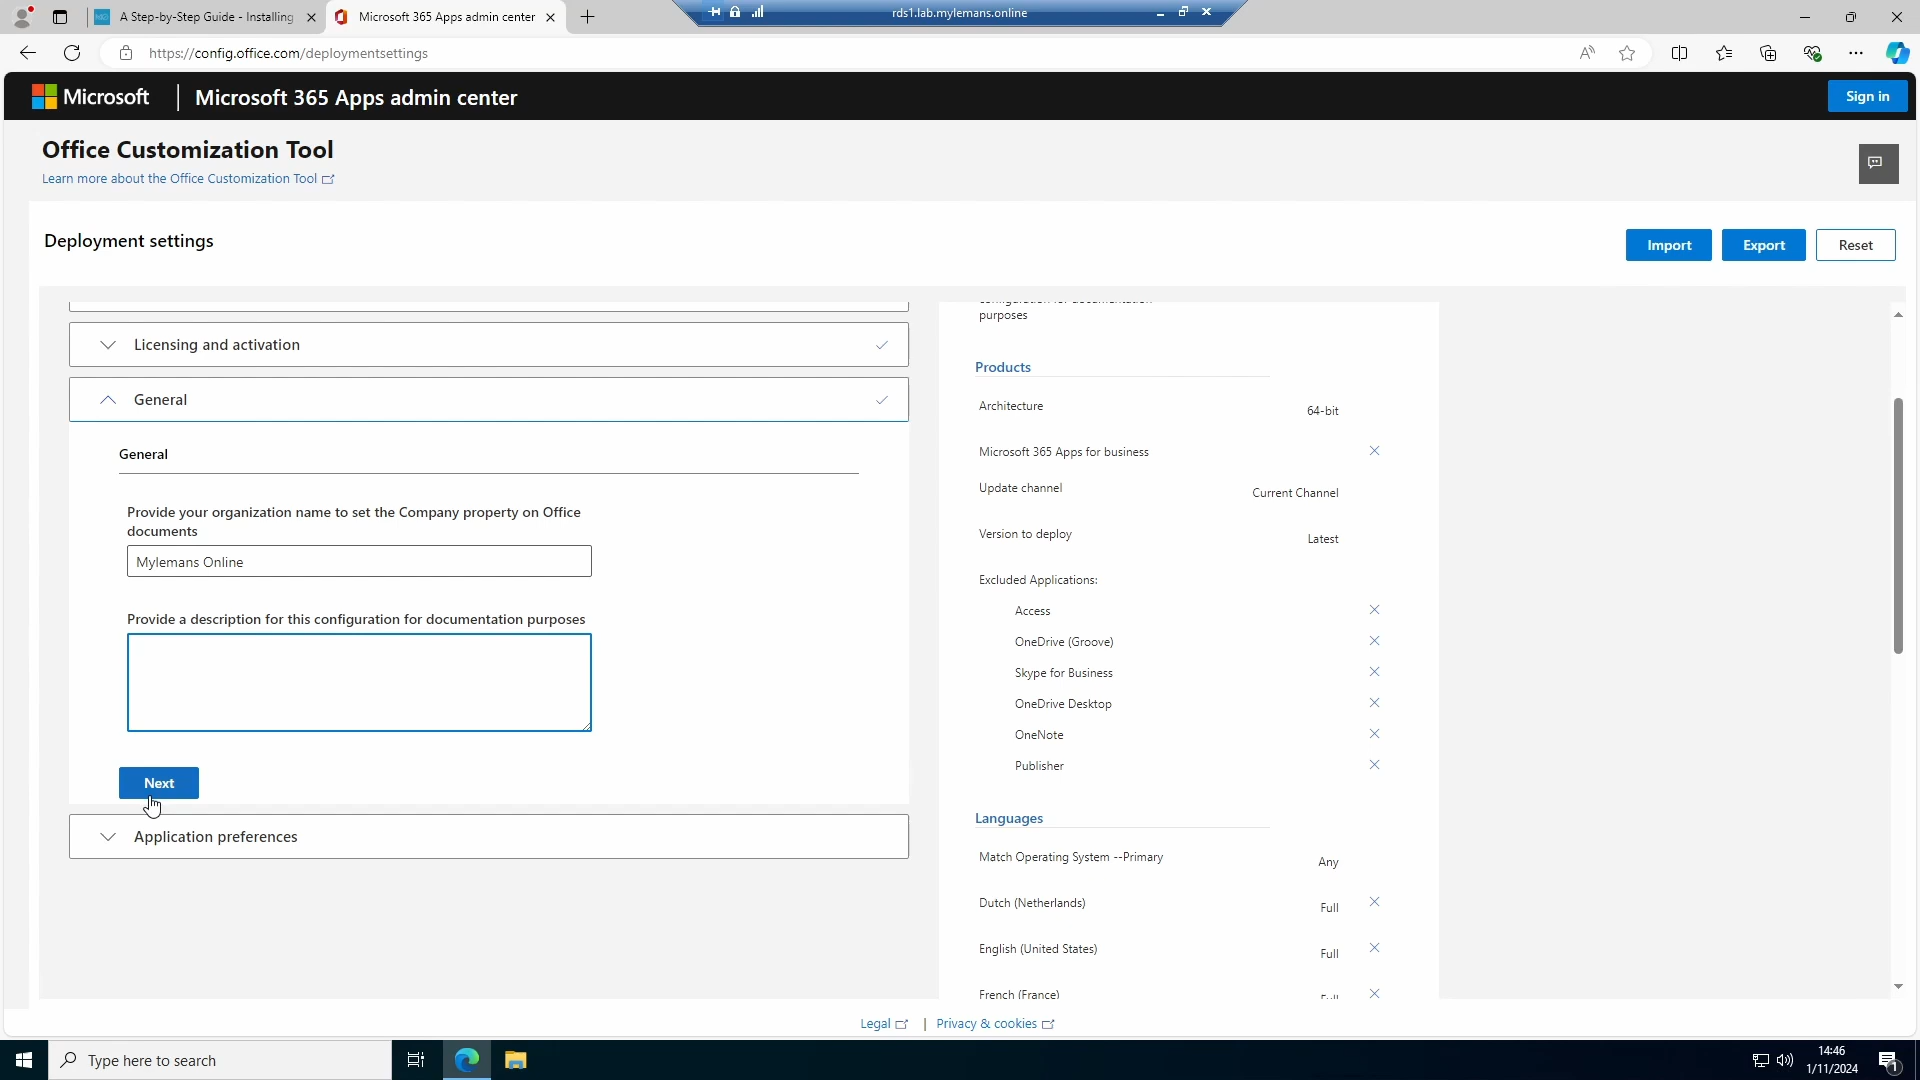 A Step-by-Step Guide - Installing
Microsoft 365 Apps admin center
rds1.lab.mylemans.online
https://config.office.com/deploymentsettings
Microsoft
Microsoft 365 Apps admin center
Sign in
Office Customization Tool
Learn more about the Office Customization Tool
Deployment settings
Import
Export
Reset
Licensing and activation
General
General
Provide your organization name to set the Company property on Office
documents
Mylemans Online
Provide a description for this configuration for documentation purposes
Next
Application preferences
configuration for documentation
purposes
Products
Architecture
64-bit
Microsoft 365 Apps for business
Update channel
Current Channel
Version to deploy
Latest
Excluded Applications:
Access
OneDrive (Groove)
Skype for Business
OneDrive Desktop
OneNote
Publisher
Languages
Match Operating System --Primary
Any
Dutch (Netherlands)
Full
English (United States)
Full
French (France)
Full
Legal
|
Privacy & cookies
Type here to search
14:46
1/11/2024
1